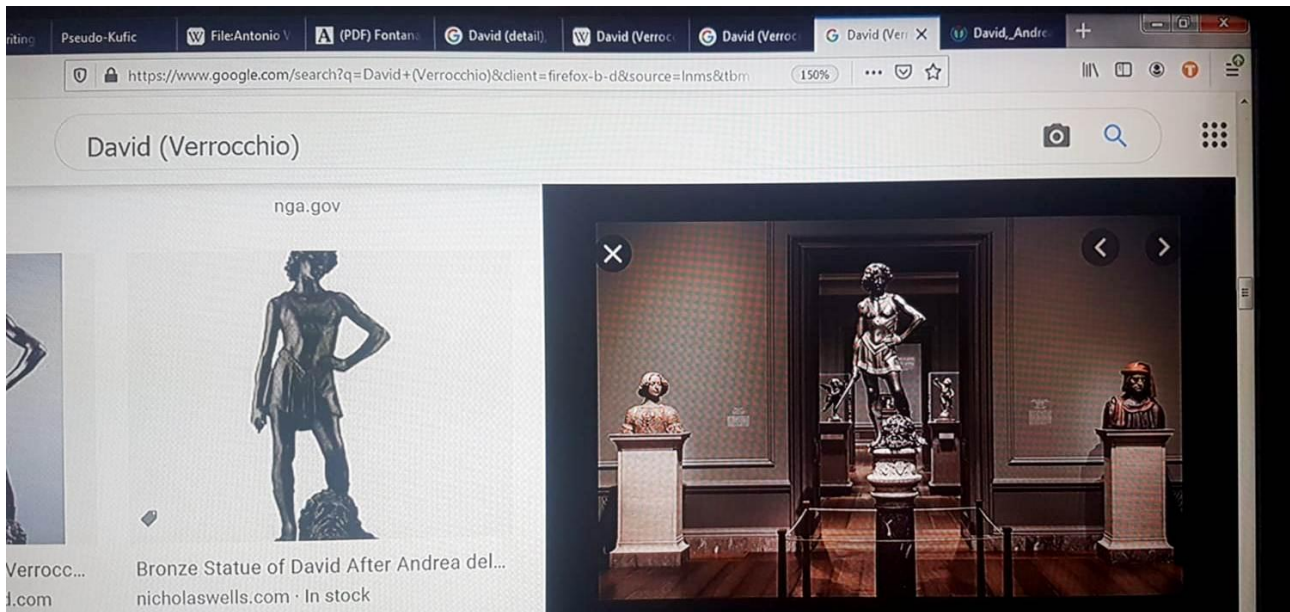 riting
Pseudo-Kufic
File:Antonio V
(PDF) Fontana
David (detail),
David (Verroc
David (Verroc
David (Verr
David,_Andre
https://www.google.com/search?q=David+(Verrocchio)&client=firefox-b-d&source=lnms&tbm
150%
David (Verrocchio)
nga.gov
Verrocc...
Bronze Statue of David After Andrea del...
d.com
nicholaswells.com · In stock